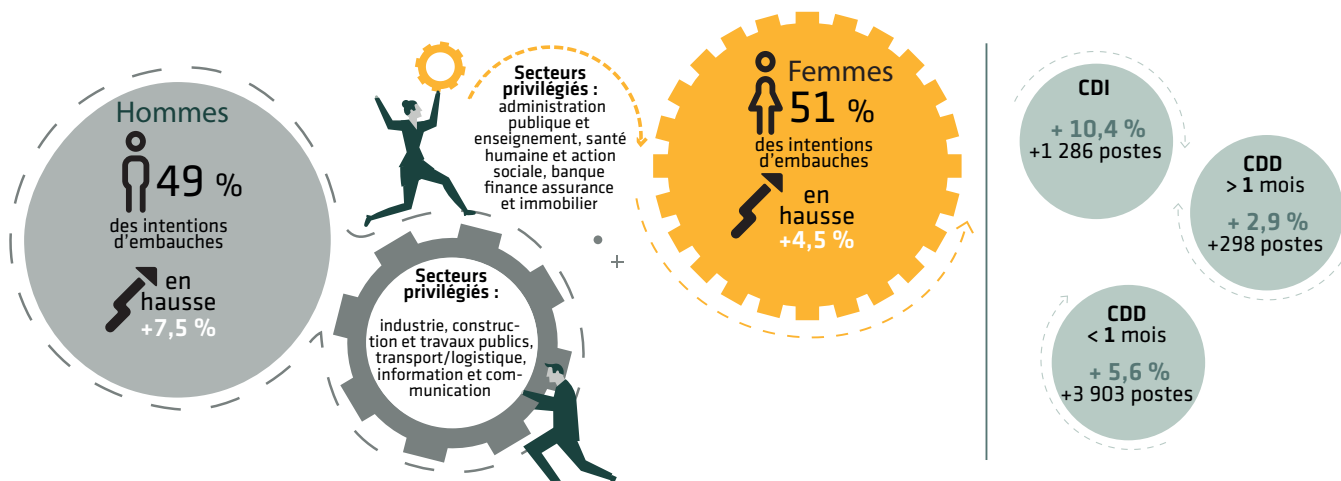 Hommes
49 %
des intentions
d'embauches
en
hausse
+7,5 %
Secteurs
privilégiés :
administration
publique et
enseignement, santé
humaine et action
sociale, banque
finance assurance
et immobilier
Secteurs
privilégiés :
industrie, construc-
tion et travaux publics,
transport/logistique,
information et com-
munication
Femmes
51 %
des intentions
d'embauches
en
hausse
+4,5 %
CDI
+ 10,4 %
+1 286 postes
CDD
> 1 mois
+ 2,9 %
+298 postes
CDD
< 1 mois
+ 5,6 %
+3 903 postes